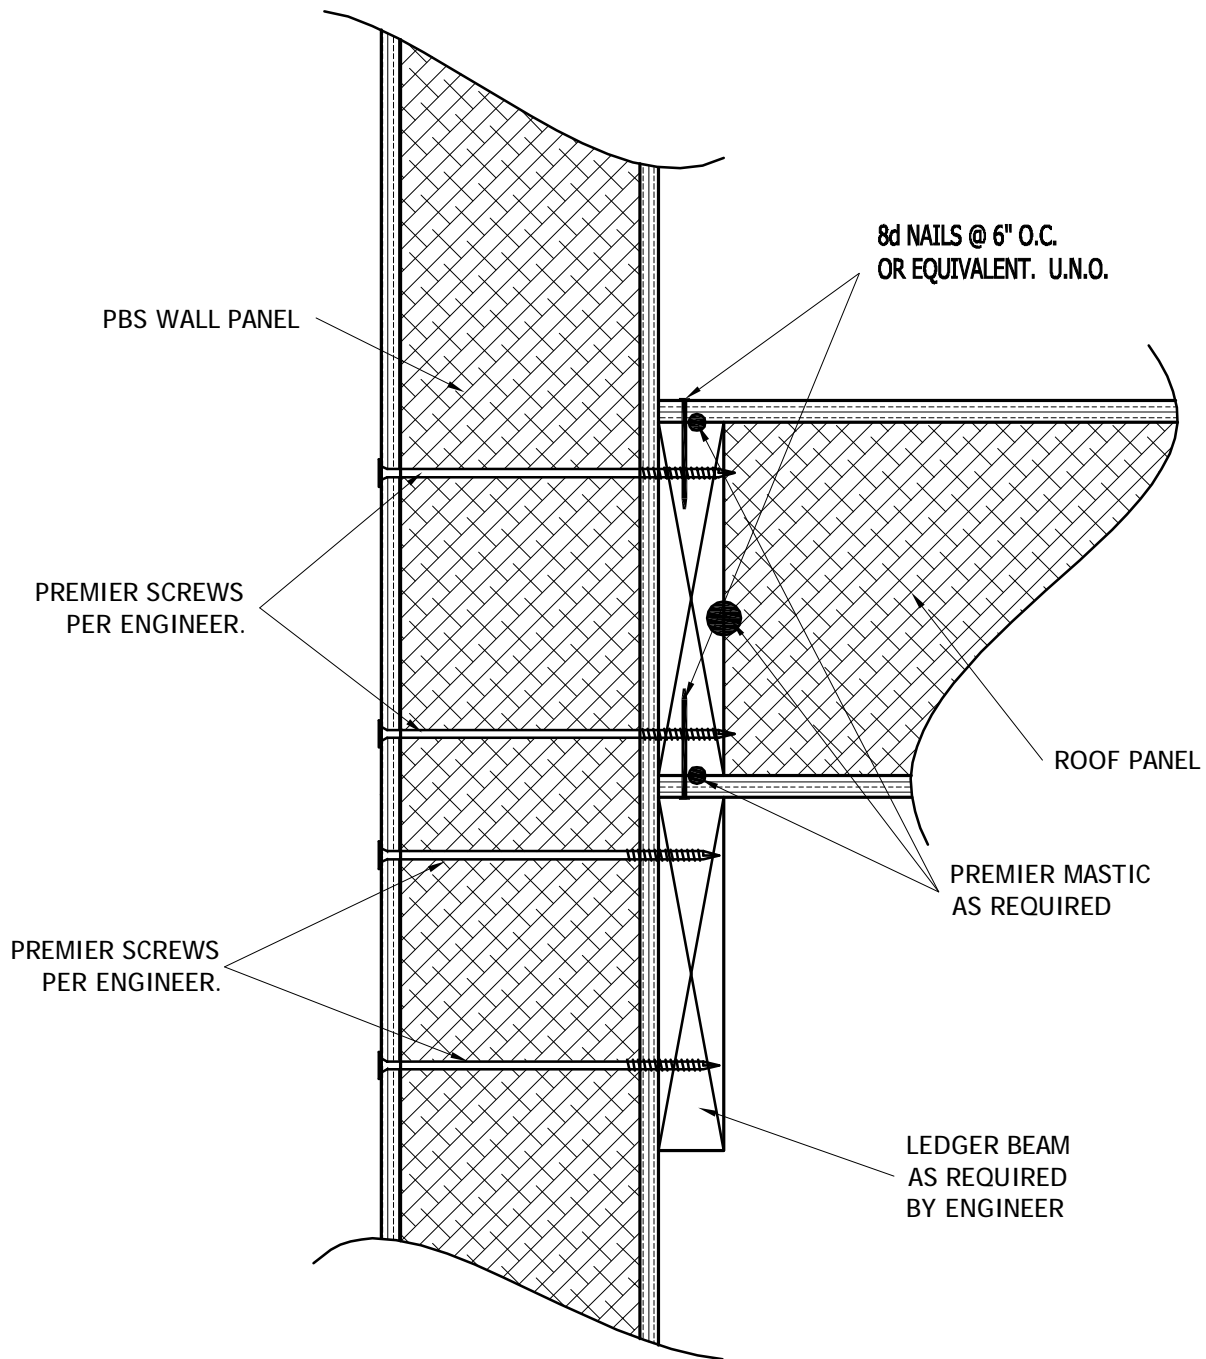 8d NAILS @ 6" O.C.
OR EQUIVALENT. U.N.O.
PBS WALL PANEL
PREMIER SCREWS
PER ENGINEER.
ROOF PANEL
PREMIER MASTIC
AS REQUIRED
PREMIER SCREWS
PER ENGINEER.
LEDGER BEAM
AS REQUIRED
BY ENGINEER